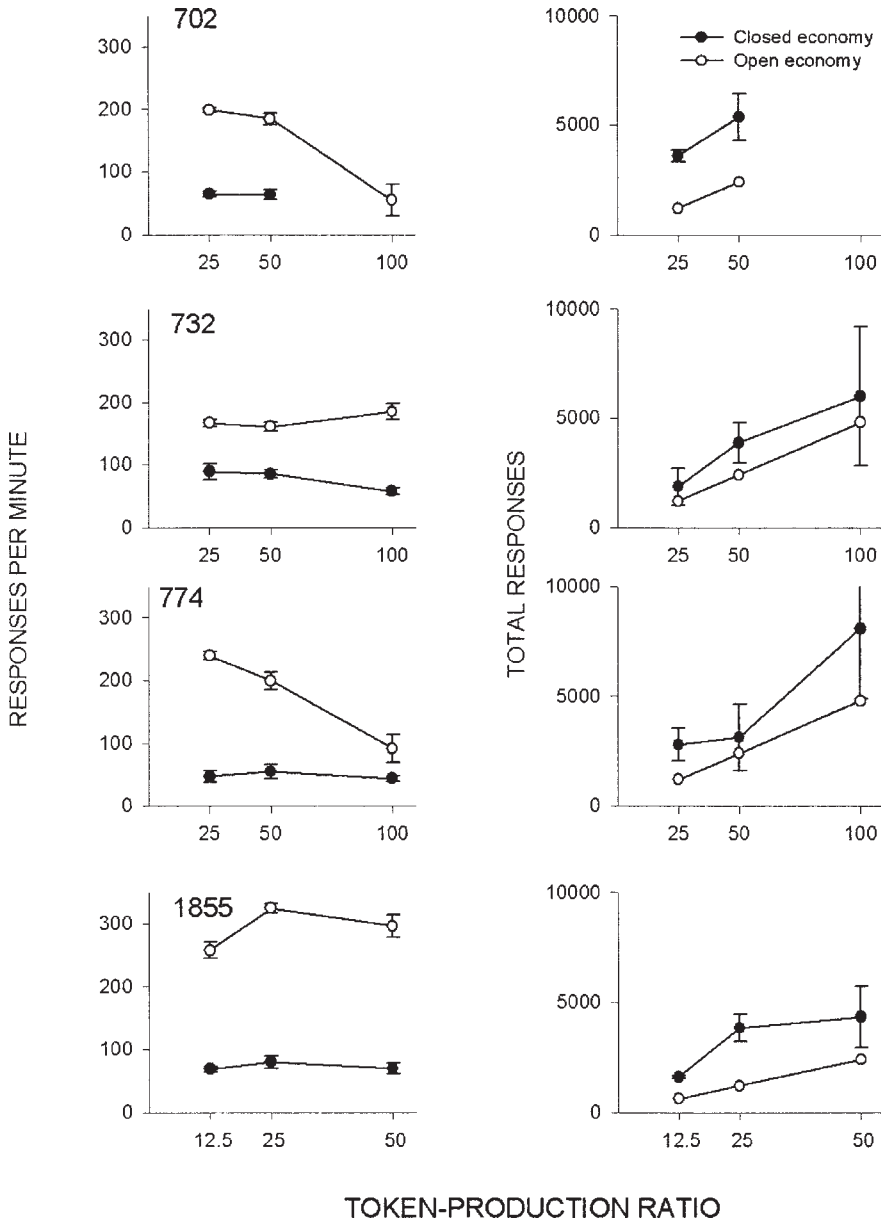 RESPONSES PER MINUTE
702
300
200
100
0
25 50 100
732
300
200
100
0
25 50 100
774
300
200
100
0
25 50 100
1855
300
200
100
0
12.5 25 50
TOTAL RESPONSES
10000
5000
0
Closed economy
Open economy
25 50 100
10000
5000
0
25 50 100
10000
5000
0
25 50 100
10000
5000
0
12.5 25 50
TOKEN-PRODUCTION RATIO